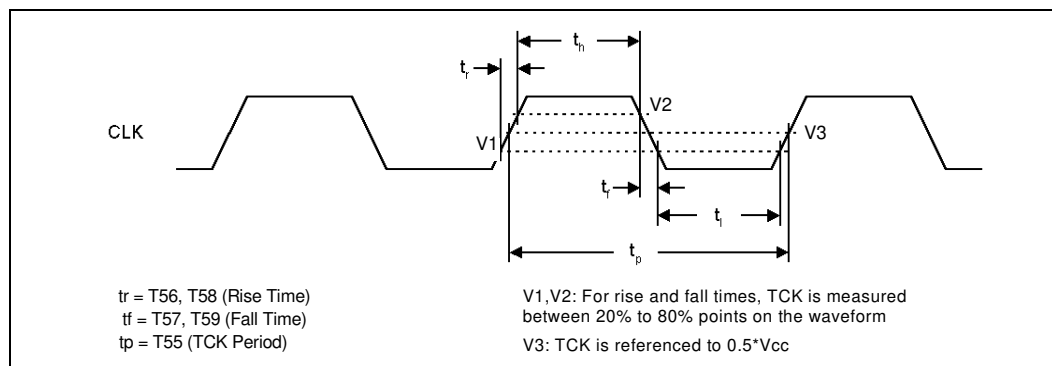 t_h
t_r
V2
CLK
V1
V3
t_f
t_l
t_p
tr = T56, T58 (Rise Time)
tf = T57, T59 (Fall Time)
tp = T55 (TCK Period)
V1,V2: For rise and fall times, TCK is measured
between 20% to 80% points on the waveform
V3: TCK is referenced to 0.5*Vcc